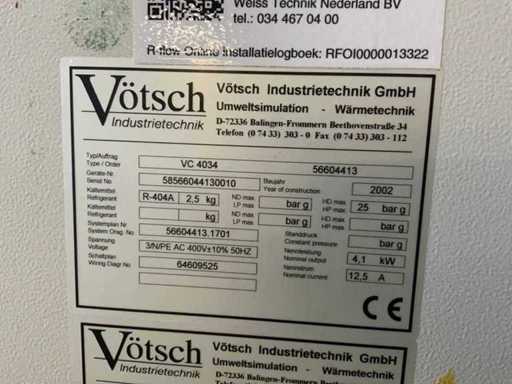 Weiss Technik Nederland BV
tel.: 034 467 04 00
R-flow Online Installatielogboek: RFOI0000013322
Vötsch Industrietechnik
Vötsch Industrietechnik GmbH
Umweltsimulation - Wärmetechnik
D-72336 Balingen-Frommern Beethovenstraße 34
Telefon (0 74 33) 303 - 0 Fax (0 74 33) 303 - 112
Typ/Auftrag
Type / Order VC 4034 56604413
Geräte-Nr.
Serial No 58566044130010 Baujahr
Year of construction 2002
Kältemittel
Refrigerant R-404A 2,5 kg ND max
LP max bar g HD max
HP max 25 bar g
Kältemittel
Refrigerant kg ND max
LP max bar g HD max
HP max bar g
Systemplan Nr
System Drag. No 56604413.1701 Standdruck
Constant pressure bar g
Spannung
Voltage 3/N/PE AC 400V±10% 50HZ Nennleistung
Nominal output 4,1 kW
Schaltplan
Wiring Diagr.No 64609525 Nennstrom
Nominal current 12,5 A
CE
Vötsch Industrietechnik
Vötsch Industrietechnik GmbH
Umweltsimulation - Wärmetechnik
D-72336 Balingen-Frommern